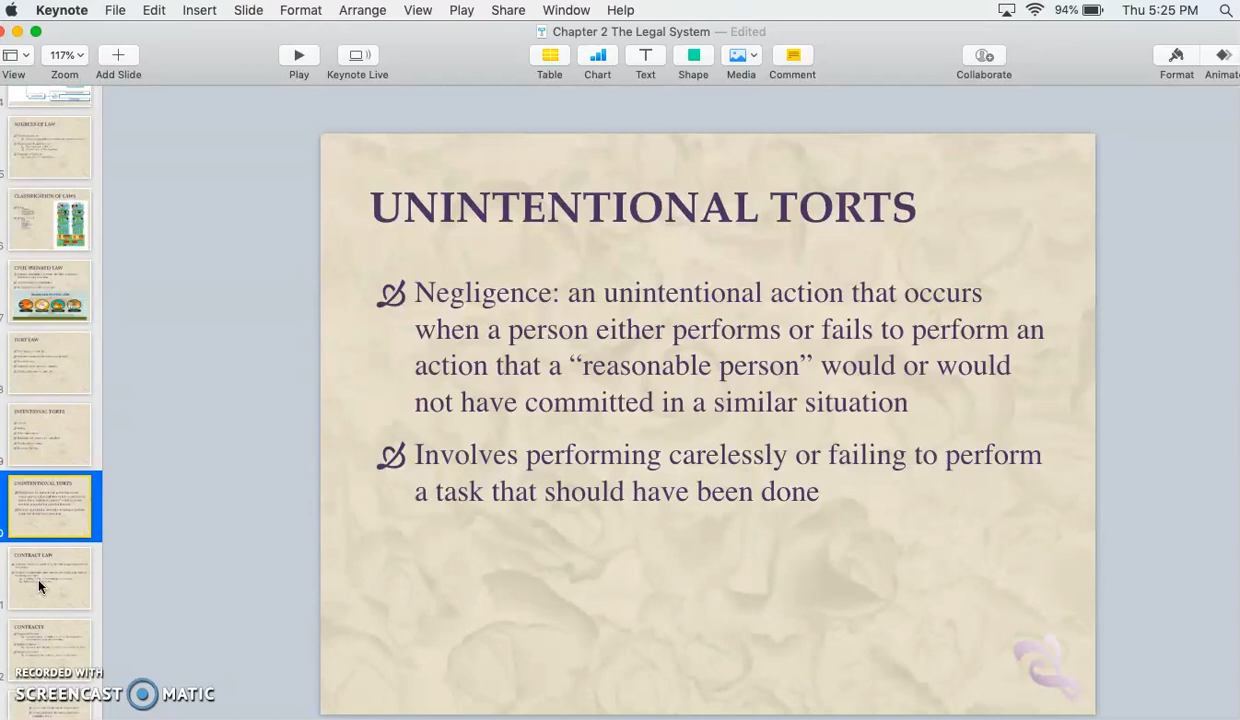 Keynote File Edit Insert Slide Format Arrange View Play Share Window Help 94% Thu 5:25 PM
Chapter 2 The Legal System — Edited
117%
View Zoom Add Slide Play Keynote Live Table Chart Text Shape Media Comment Collaborate Format Animat
SOURCES OF LAW
CLASSIFICATION OF LAWS
CIVIL (PRIVATE) LAW
TORT LAW
INTENTIONAL TORTS
UNINTENTIONAL TORTS
CONTRACT LAW
CONTRACTS
UNINTENTIONAL TORTS
Negligence: an unintentional action that occurs
when a person either performs or fails to perform an
action that a “reasonable person” would or would
not have committed in a similar situation
Involves performing carelessly or failing to perform
a task that should have been done
RECORDED WITH
SCREENCAST MATIC